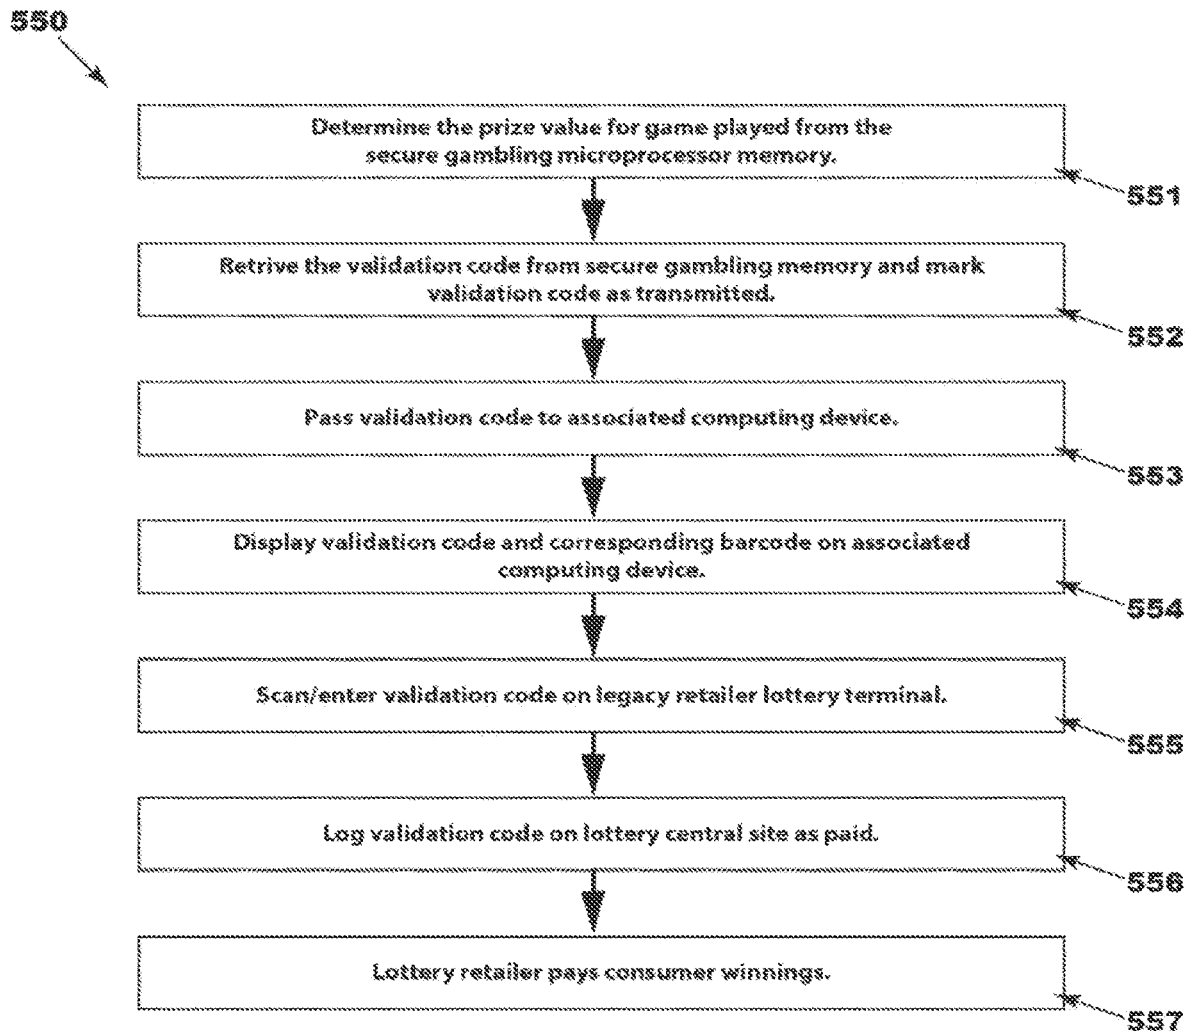 550
Determine the prize value for game played from the
secure gambling microprocessor memory.
551
Retrive the validation code from secure gambling memory and mark
validation code as transmitted.
552
Pass validation code to associated computing device.
553
Display validation code and corresponding barcode on associated
computing device.
554
Scan/enter validation code on legacy retailer lottery terminal.
555
Log validation code on lottery central site as paid.
556
Lottery retailer pays consumer winnings.
557